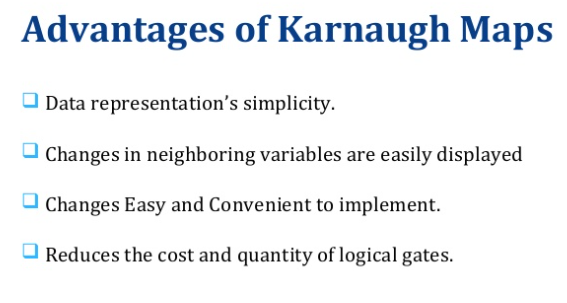 Advantages of Karnaugh Maps
Data representation’s simplicity.
Changes in neighboring variables are easily displayed
Changes Easy and Convenient to implement.
Reduces the cost and quantity of logical gates.